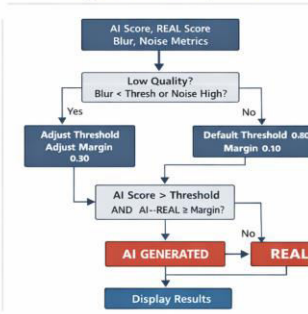 AI Score, REAL Score
Blur, Noise Metrics
Low Quality?
Blur < Thresh or Noise High?
Yes
No
Adjust Threshold
Adjust Margin
0.30
Default Threshold 0.80
Margin 0.10
AI Score > Threshold
AND AI--REAL ≥ Margin?
No
AI GENERATED
REAL
Display Results